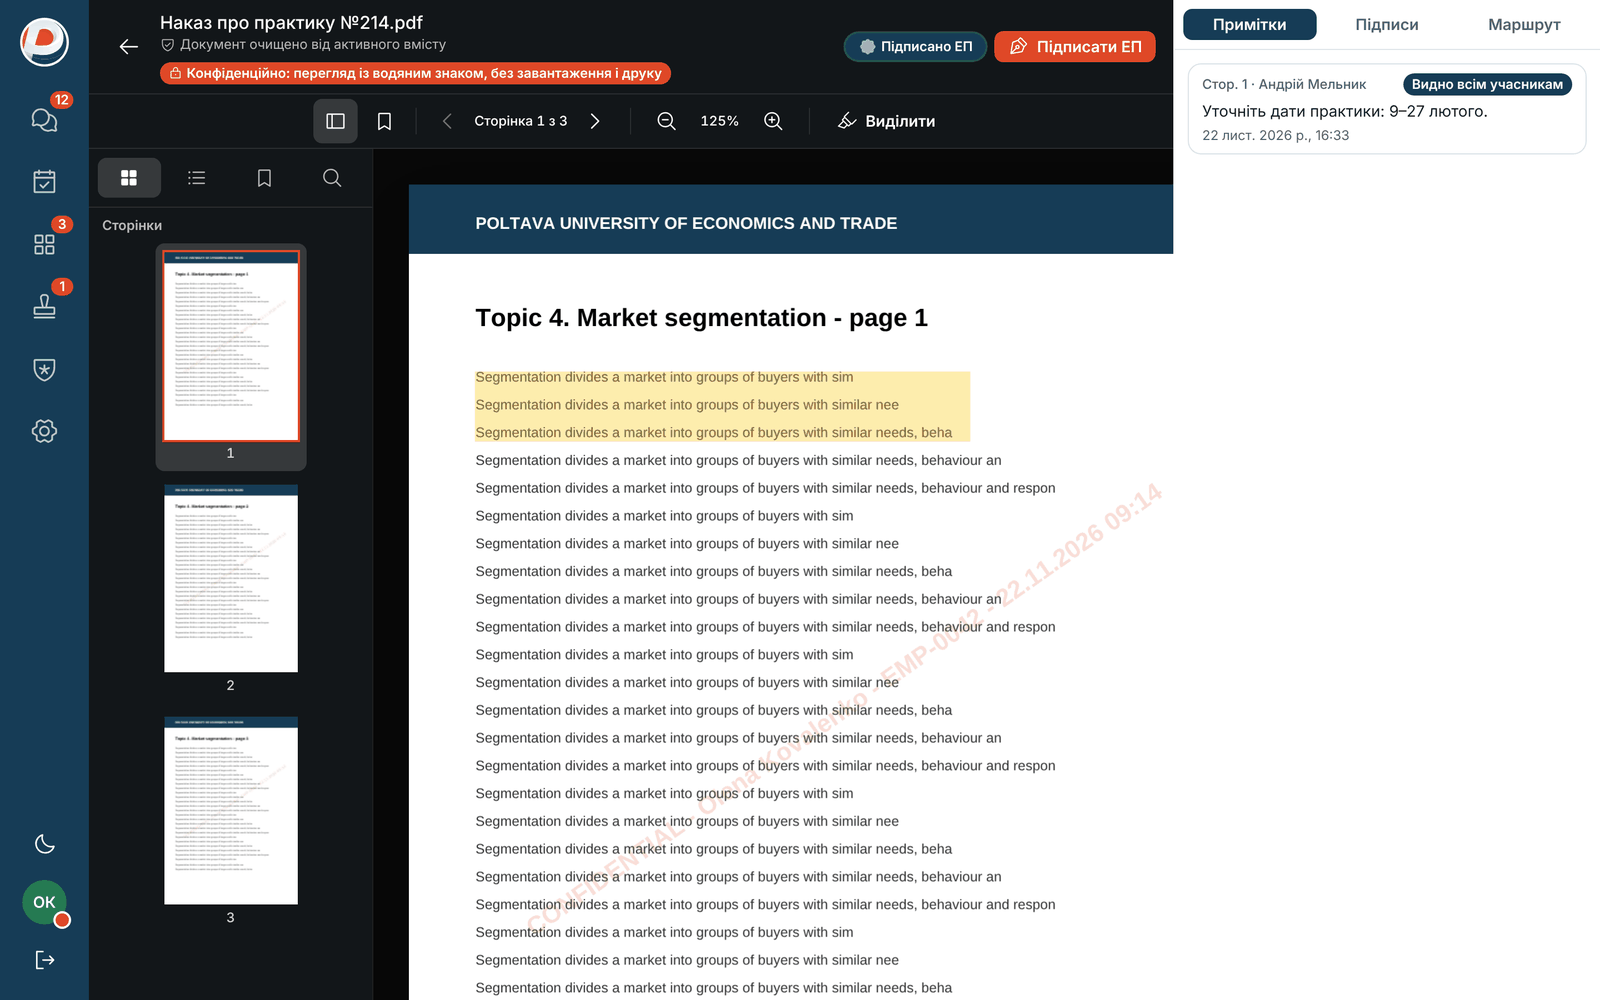 12
3
1
OK
Наказ про практику №214.pdf
Документ очищено від активного вмісту
Конфіденційно: перегляд із водяним знаком, без завантаження і друку
Підписано ЕП
Підписати ЕП
Сторінка 1 з 3
125%
Виділити
Сторінки
1
2
3
POLTAVA UNIVERSITY OF ECONOMICS AND TRADE
Topic 4. Market segmentation - page 1
Segmentation divides a market into groups of buyers with sim
Segmentation divides a market into groups of buyers with similar nee
Segmentation divides a market into groups of buyers with similar needs, beha
Segmentation divides a market into groups of buyers with similar needs, behaviour an
Segmentation divides a market into groups of buyers with similar needs, behaviour and respon
Segmentation divides a market into groups of buyers with sim
Segmentation divides a market into groups of buyers with similar nee
Segmentation divides a market into groups of buyers with similar needs, beha
Segmentation divides a market into groups of buyers with similar needs, behaviour an
Segmentation divides a market into groups of buyers with similar needs, behaviour and respon
Segmentation divides a market into groups of buyers with sim
Segmentation divides a market into groups of buyers with similar nee
Segmentation divides a market into groups of buyers with similar needs, beha
Segmentation divides a market into groups of buyers with similar needs, behaviour an
Segmentation divides a market into groups of buyers with similar needs, behaviour and respon
Segmentation divides a market into groups of buyers with sim
Segmentation divides a market into groups of buyers with similar nee
Segmentation divides a market into groups of buyers with similar needs, beha
Segmentation divides a market into groups of buyers with similar needs, behaviour an
Segmentation divides a market into groups of buyers with similar needs, behaviour and respon
Segmentation divides a market into groups of buyers with sim
Segmentation divides a market into groups of buyers with similar nee
Segmentation divides a market into groups of buyers with similar needs, beha
CONFIDENTIAL - Olena Kovalenko - EMP-0042 - 22.11.2026 09:14
Примітки
Підписи
Маршрут
Стор. 1 · Андрій Мельник
Видно всім учасникам
Уточніть дати практики: 9–27 лютого.
22 лист. 2026 р., 16:33